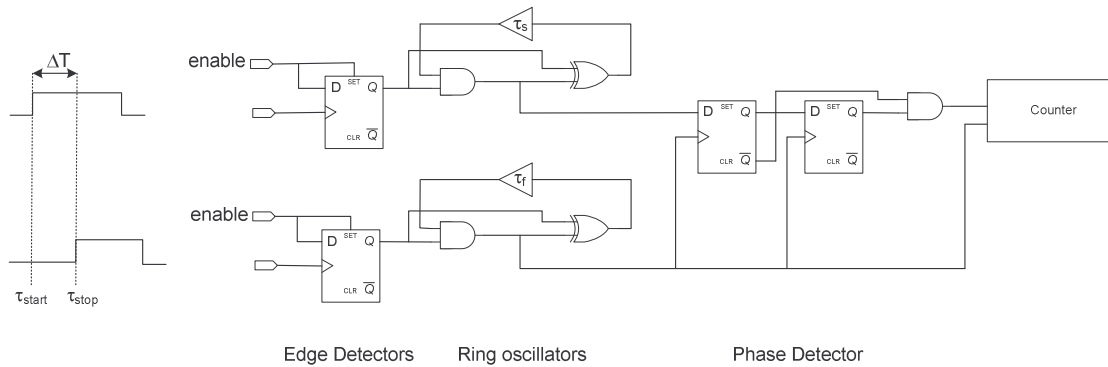 τs
ΔT
enable
D SET Q
CLR Q
D SET Q
CLR Q
D SET Q
CLR Q
Counter
τf
enable
D SET Q
CLR Q
τstart τstop
Edge Detectors Ring oscillators Phase Detector